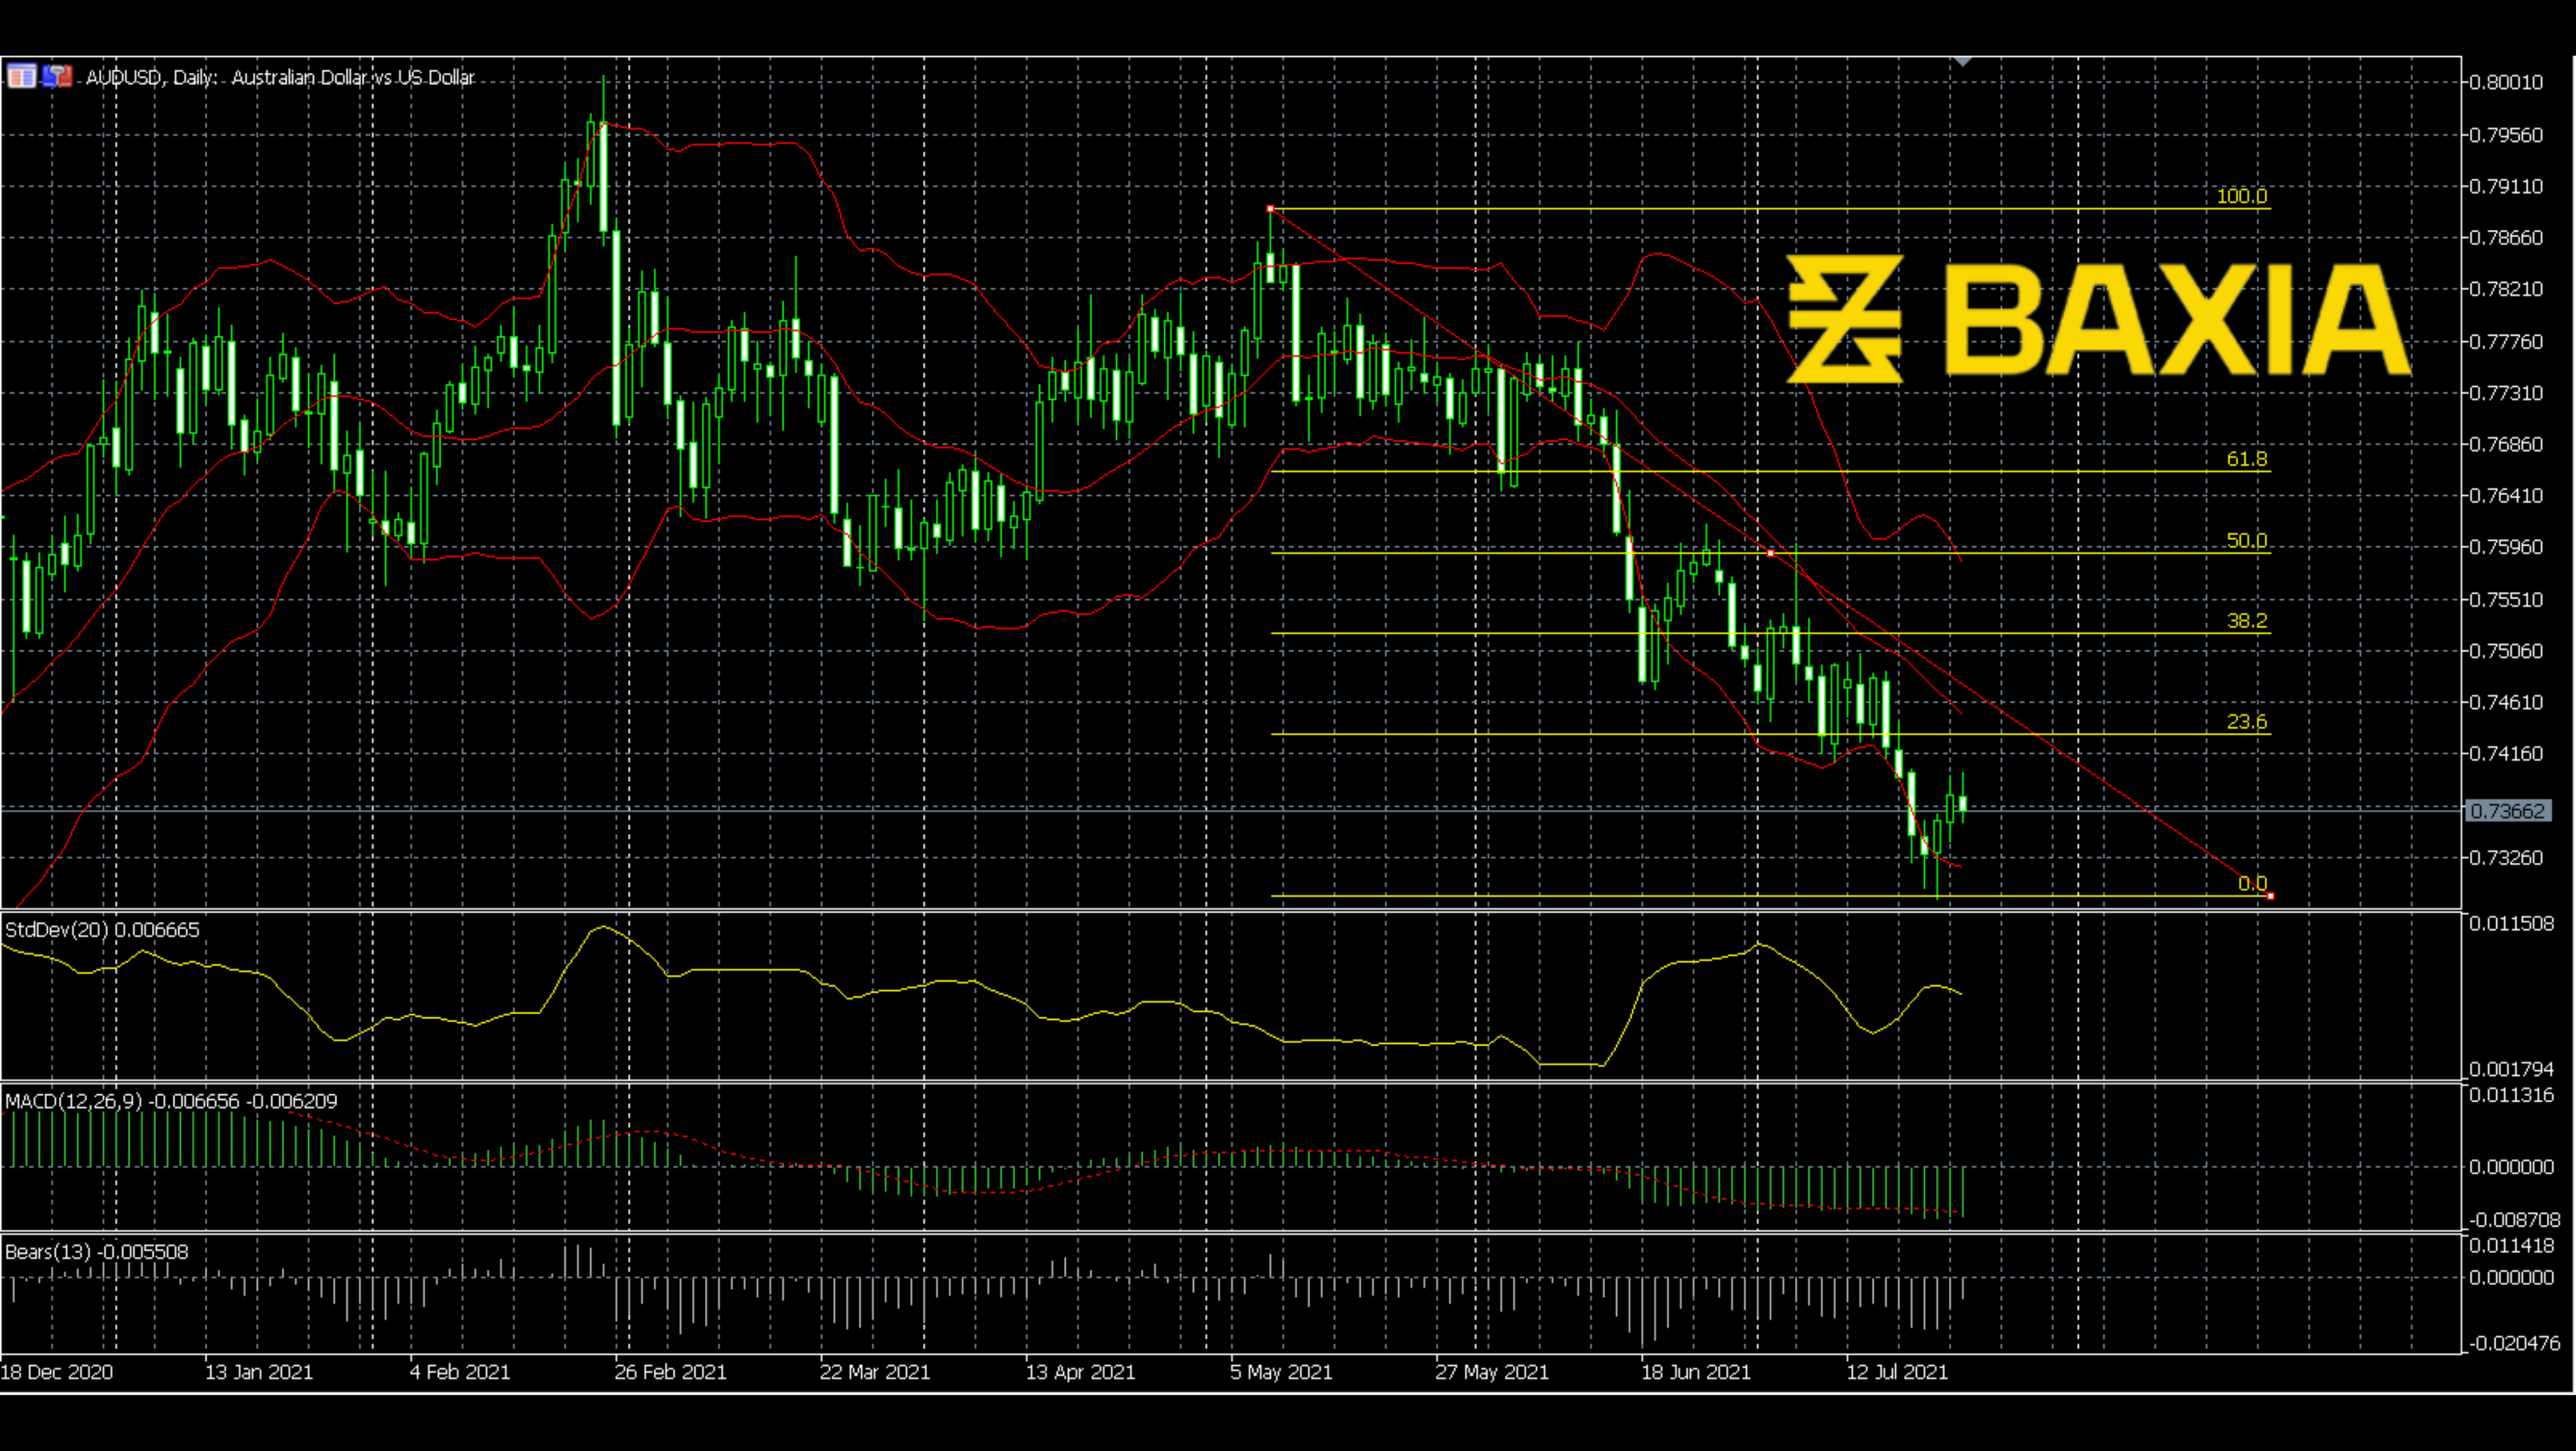 AUDUSD, Daily: Australian Dollar vs US Dollar
0.80010
0.79560
0.79110
100.0
0.78660
BAXIA
0.78210
0.77760
0.77310
0.76860
61.8
0.76410
50.0
0.75960
0.75510
38.2
0.75060
0.74610
23.6
0.74160
0.73662
0.73260
0.0
StdDev(20) 0.006665
0.011508
0.001794
MACD(12,26,9) -0.006656 -0.006209
0.011316
0.000000
-0.008708
Bears(13) -0.005508
0.011418
0.000000
-0.020476
18 Dec 2020
13 Jan 2021
4 Feb 2021
26 Feb 2021
22 Mar 2021
13 Apr 2021
5 May 2021
27 May 2021
18 Jun 2021
12 Jul 2021